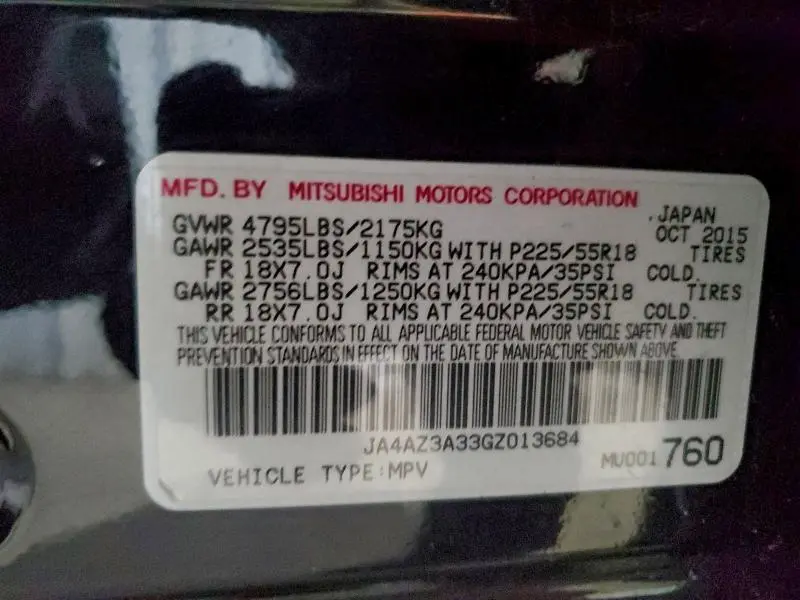 MFD. BY MITSUBISHI MOTORS CORPORATION
.JAPAN
GVWR 4795LBS/2175KG OCT 2015
GAWR 2535LBS/1150KG WITH P225/55R18 TIRES
FR 18X7.0J RIMS AT 240KPA/35PSI COLD.
GAWR 2756LBS/1250KG WITH P225/55R18 TIRES
RR 18X7.0J RIMS AT 240KPA/35PSI COLD.
THIS VEHICLE CONFORMS TO ALL APPLICABLE FEDERAL MOTOR VEHICLE SAFETY AND THEFT
PREVENTION STANDARDS IN EFFECT ON THE DATE OF MANUFACTURE SHOWN ABOVE.
JA4AZ3A33GZ013684
VEHICLE TYPE:MPV MU001 760